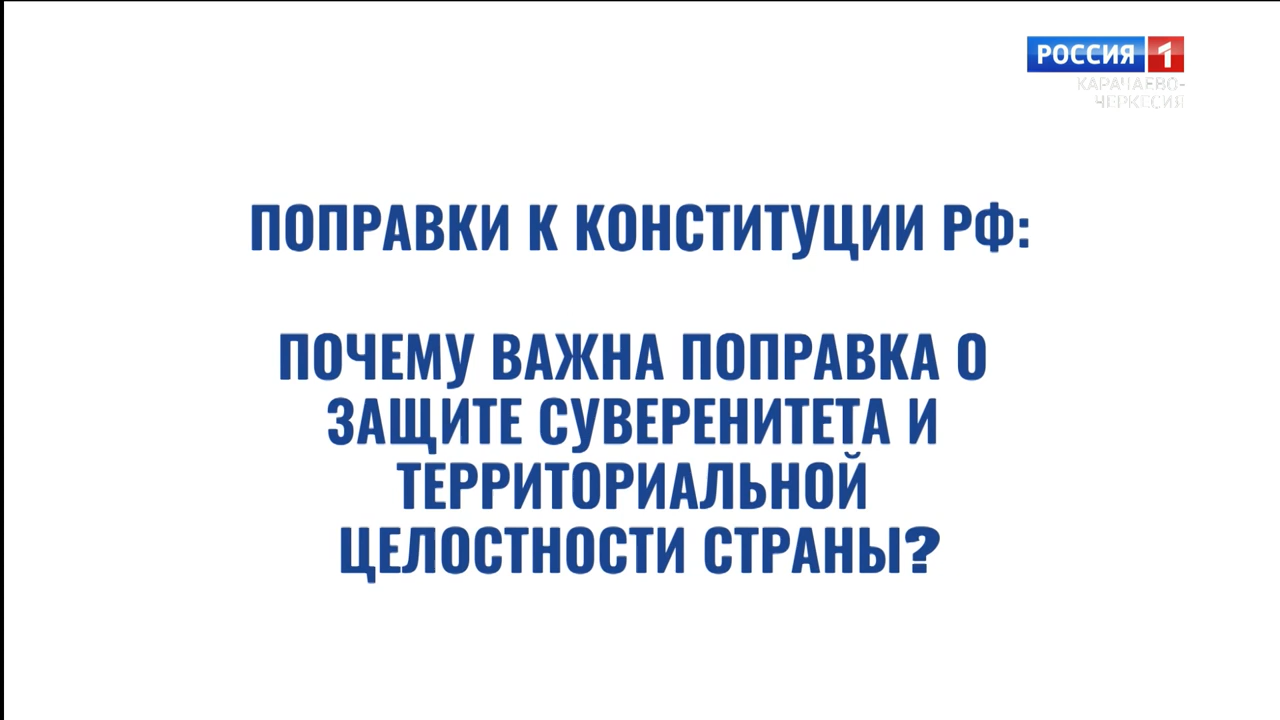 РОССИЯ 1
КАРАЧАЕВО-
ЧЕРКЕСИЯ
ПОПРАВКИ К КОНСТИТУЦИИ РФ:
ПОЧЕМУ ВАЖНА ПОПРАВКА О
ЗАЩИТЕ СУВЕРЕНИТЕТА И
ТЕРРИТОРИАЛЬНОЙ
ЦЕЛОСТНОСТИ СТРАНЫ?